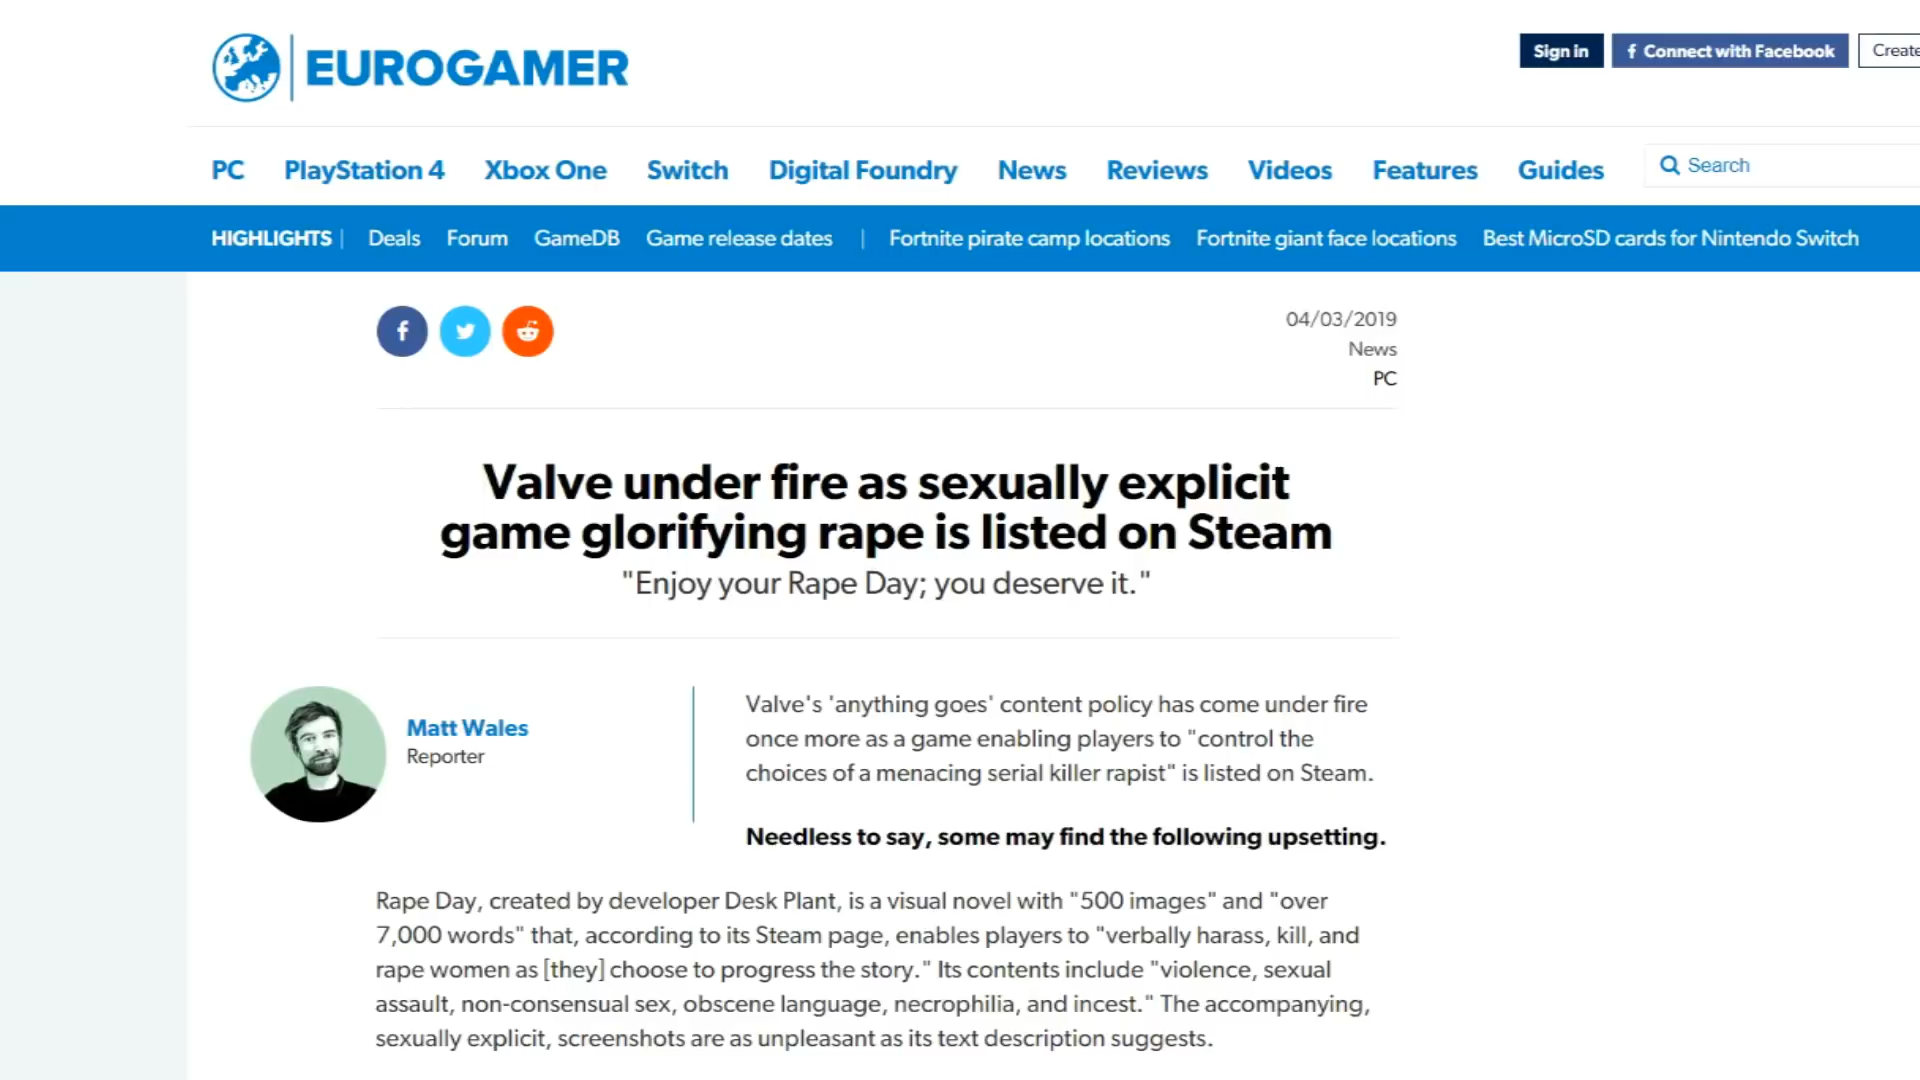 EUROGAMER
Sign in
f Connect with Facebook
Create
PC PlayStation 4 Xbox One Switch Digital Foundry News Reviews Videos Features Guides
Search
HIGHLIGHTS | Deals Forum GameDB Game release dates | Fortnite pirate camp locations Fortnite giant face locations Best MicroSD cards for Nintendo Switch
04/03/2019
News
PC
Valve under fire as sexually explicit
game glorifying rape is listed on Steam
"Enjoy your Rape Day; you deserve it."
Matt Wales
Reporter
Valve's 'anything goes' content policy has come under fire
once more as a game enabling players to "control the
choices of a menacing serial killer rapist" is listed on Steam.
Needless to say, some may find the following upsetting.
Rape Day, created by developer Desk Plant, is a visual novel with "500 images" and "over
7,000 words" that, according to its Steam page, enables players to "verbally harass, kill, and
rape women as [they] choose to progress the story." Its contents include "violence, sexual
assault, non-consensual sex, obscene language, necrophilia, and incest." The accompanying,
sexually explicit, screenshots are as unpleasant as its text description suggests.